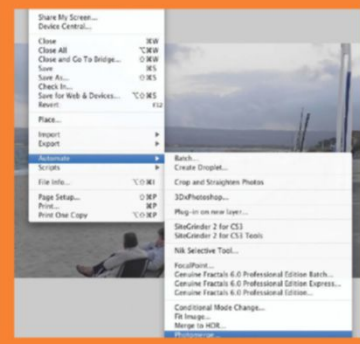 Share My Screen...
Device Central...
Close ⌘W
Close All ⌥⌘W
Close and Go To Bridge... ⇧⌘W
Save ⌘S
Save As... ⇧⌘S
Check In...
Save for Web & Devices... ⌥⇧⌘S
Revert F12
Place...
Import
Export
Automate
Scripts
File Info... ⌥⇧⌘I
Page Setup... ⇧⌘P
Print... ⌘P
Print One Copy ⌥⇧⌘P
Batch...
Create Droplet...
Crop and Straighten Photos
3DxPhotoshop...
Plug-in on new layer...
SiteGrinder 2 for CS3
SiteGrinder 2 for CS3 Tools
Nik Selective Tool...
FocalPoint...
Genuine Fractals 6.0 Professional Edition Batch...
Genuine Fractals 6.0 Professional Edition Express...
Genuine Fractals 6.0 Professional Edition...
Conditional Mode Change...
Fit Image...
Merge to HDR...
Photomerge...